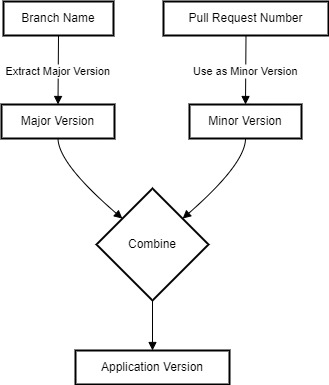 Branch Name
Pull Request Number
Extract Major Version
Use as Minor Version
Major Version
Minor Version
Combine
Application Version